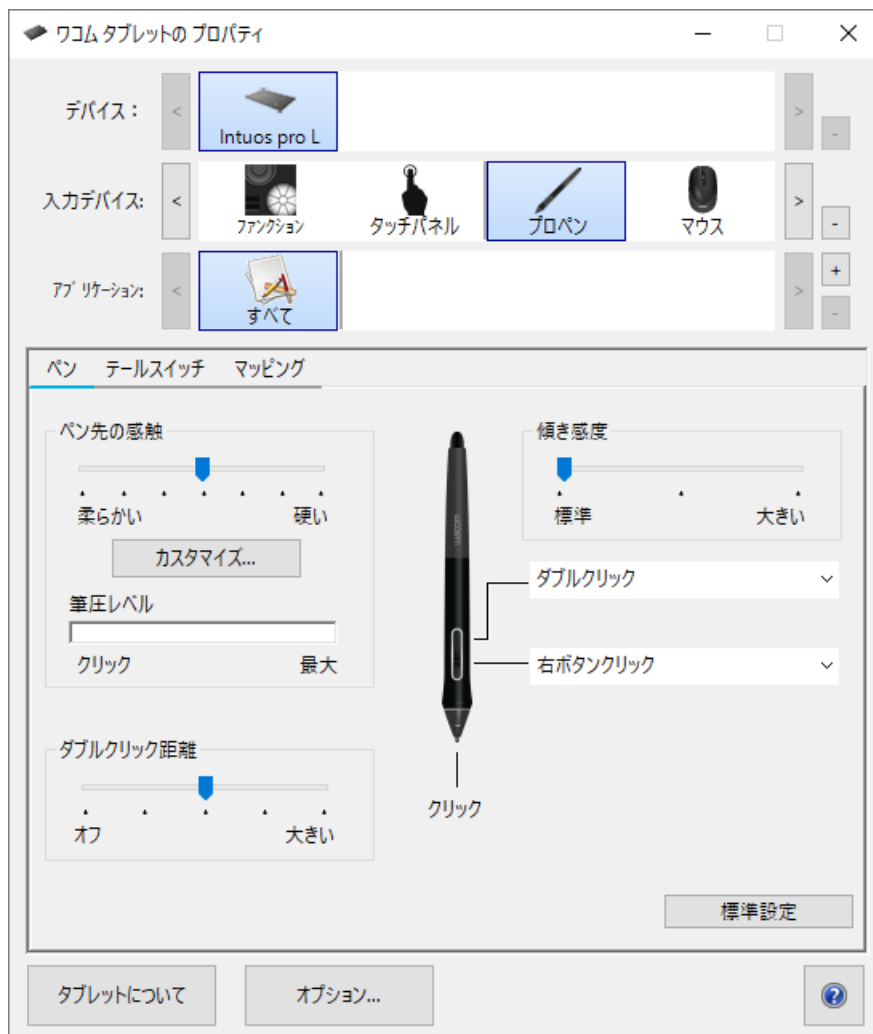 ワコム タブレットの プロパティ
デバイス：
Intuos pro L
入力デバイス:
ファンクション
タッチパネル
プロペン
マウス
アプリケーション:
すべて
ペン テールスイッチ マッピング
ペン先の感触
柔らかい 硬い
カスタマイズ...
筆圧レベル
クリック 最大
ダブルクリック距離
オフ 大きい
wacom
クリック
傾き感度
標準 大きい
ダブルクリック
右ボタンクリック
標準設定
タブレットについて
オプション...